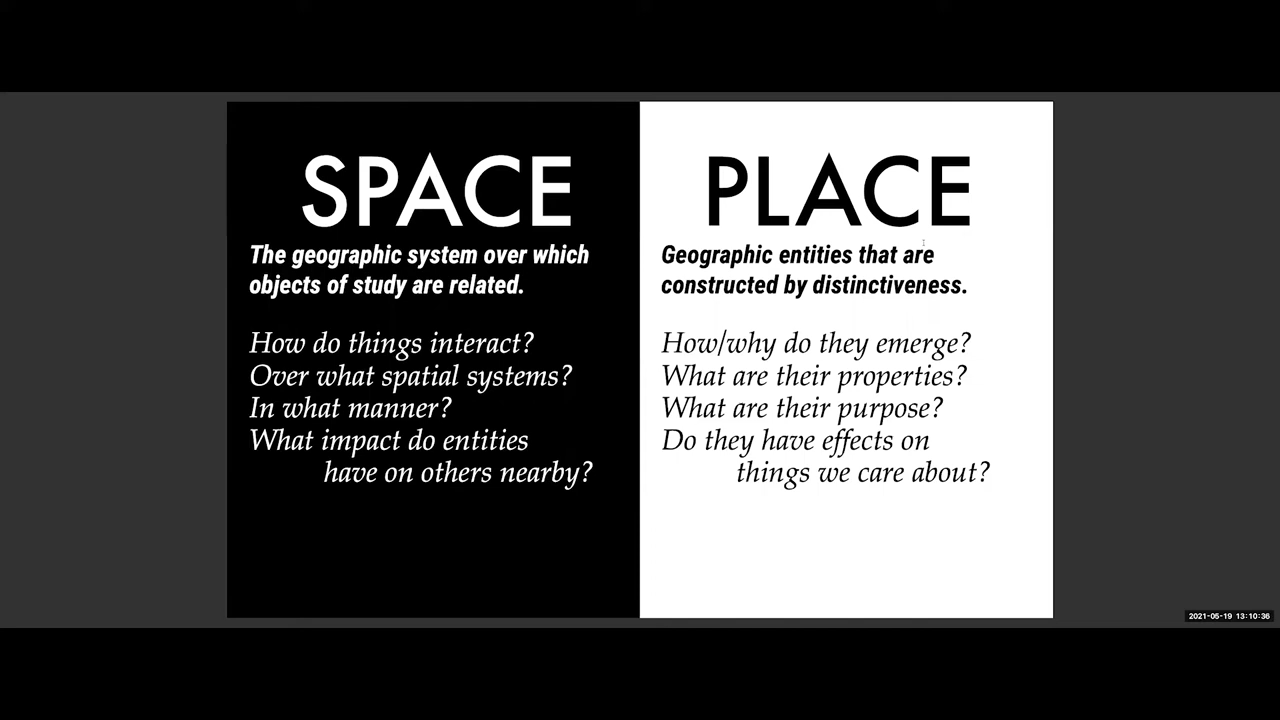 SPACE
The geographic system over which
objects of study are related.
How do things interact?
Over what spatial systems?
In what manner?
What impact do entities
have on others nearby?
PLACE
Geographic entities that are
constructed by distinctiveness.
How/why do they emerge?
What are their properties?
What are their purpose?
Do they have effects on
things we care about?
2021-05-19 13:10:36